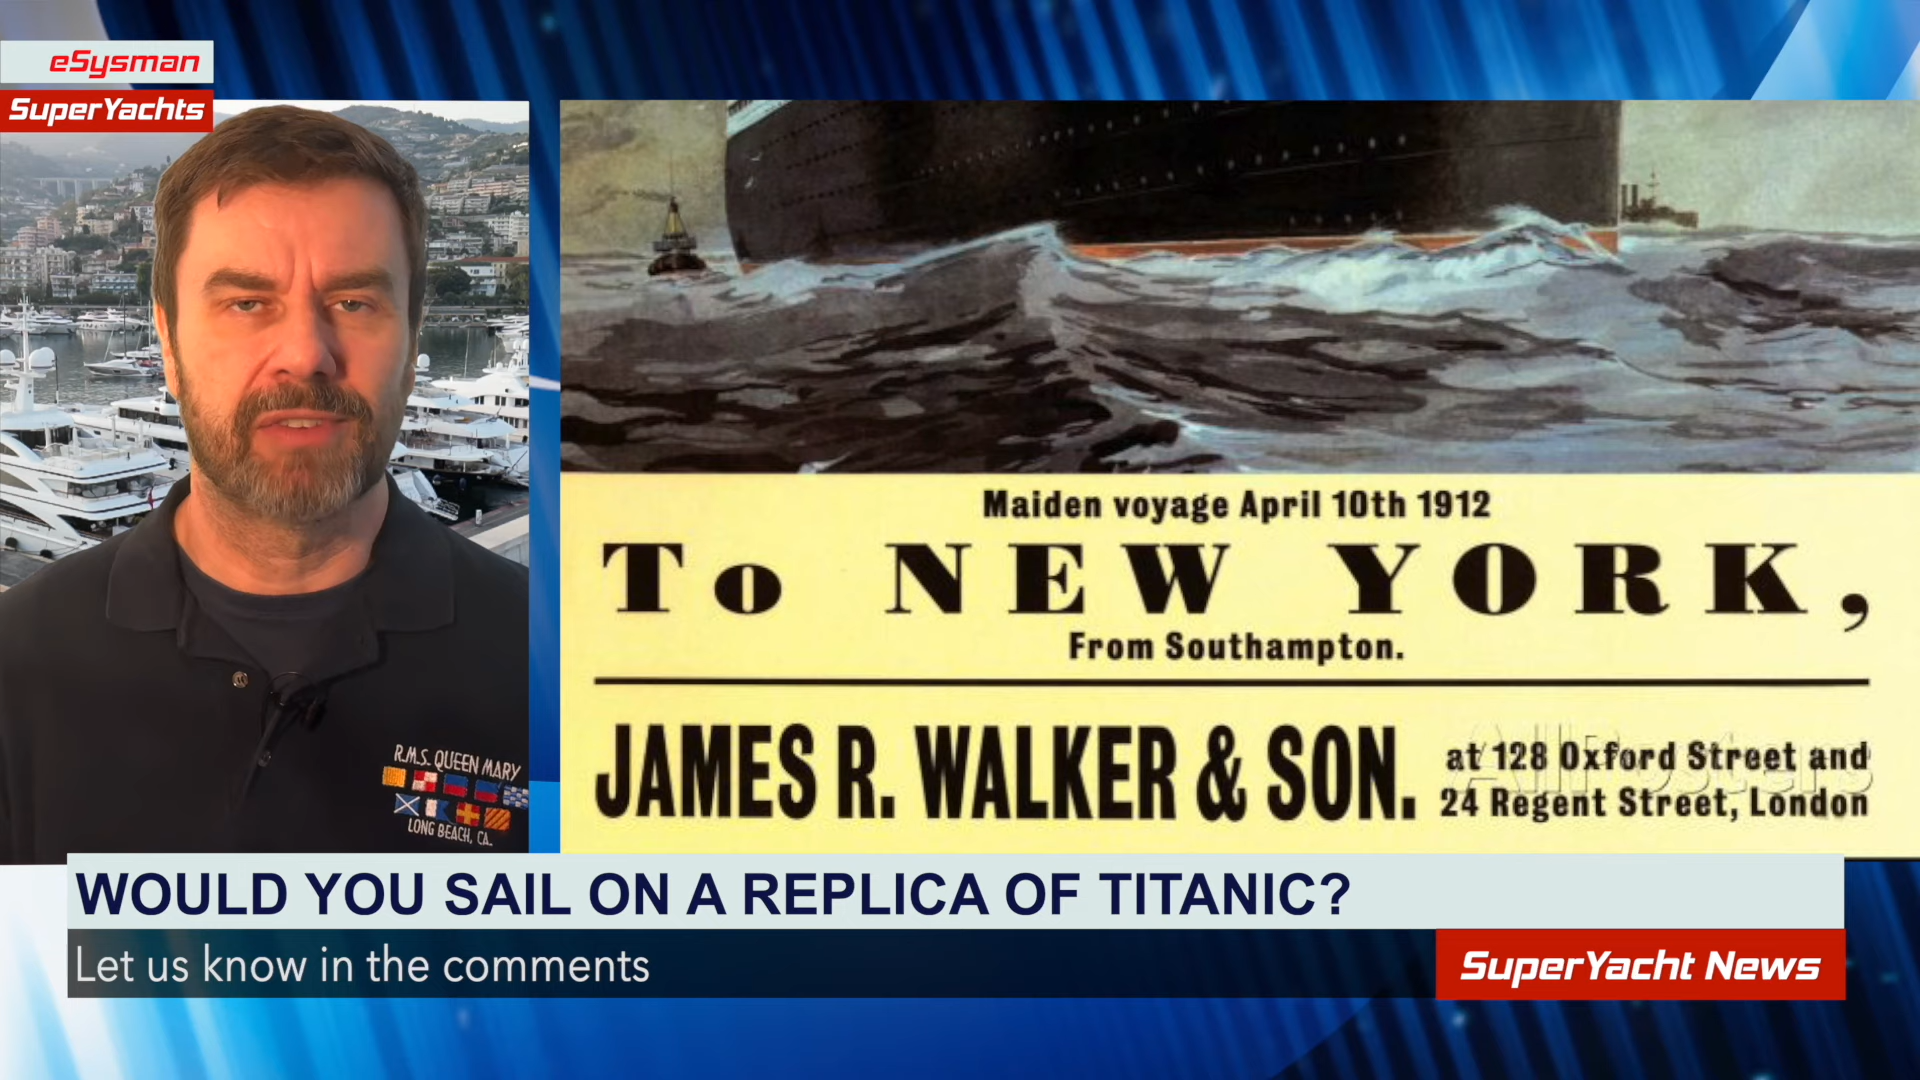 eSysman
SuperYachts
R.M.S. QUEEN MARY
LONG BEACH, CA.
Maiden voyage April 10th 1912
To NEW YORK,
From Southampton.
JAMES R. WALKER & SON.
at 128 Oxford Street and
24 Regent Street, London
AllPosters
WOULD YOU SAIL ON A REPLICA OF TITANIC?
Let us know in the comments
SuperYacht News